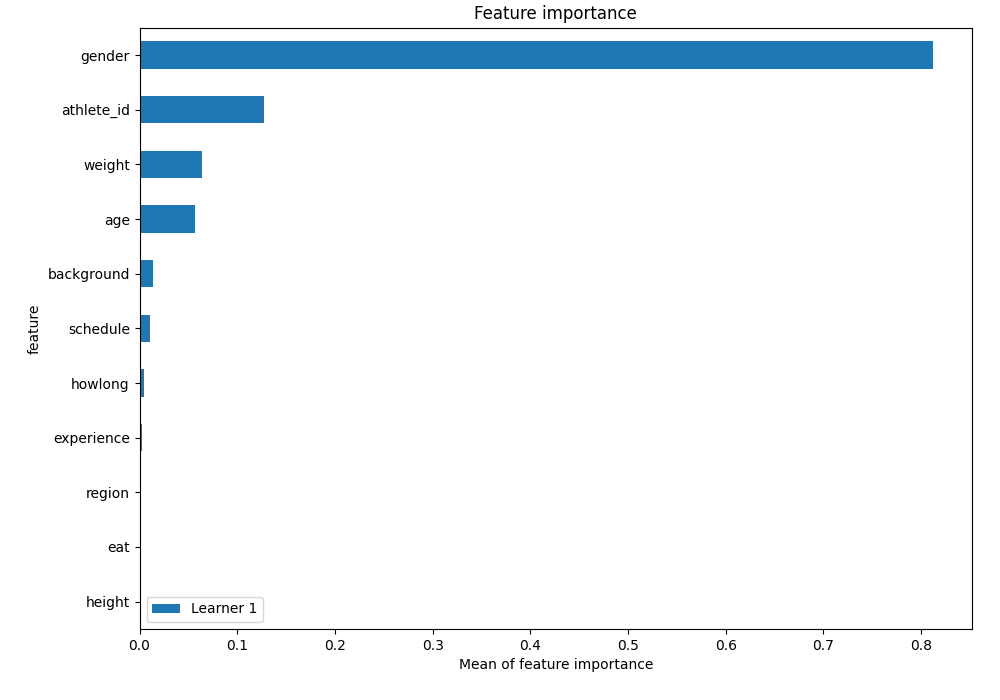 Feature importance
gender
athlete_id
weight
age
background
schedule
howlong
experience
region
eat
height
feature
Learner 1
0.0 0.1 0.2 0.3 0.4 0.5 0.6 0.7 0.8
Mean of feature importance